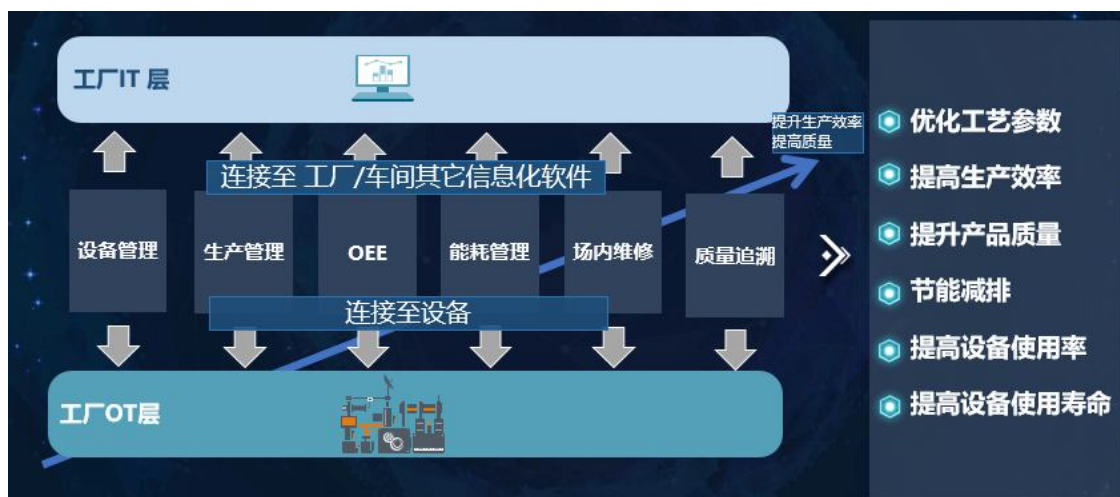 工厂IT 层
提升生产效率
提高质量
连接至 工厂/车间其它信息化软件
设备管理
生产管理
OEE
能耗管理
场内维修
质量追溯
连接至设备
工厂OT层
优化工艺参数
提高生产效率
提升产品质量
节能减排
提高设备使用率
提高设备使用寿命